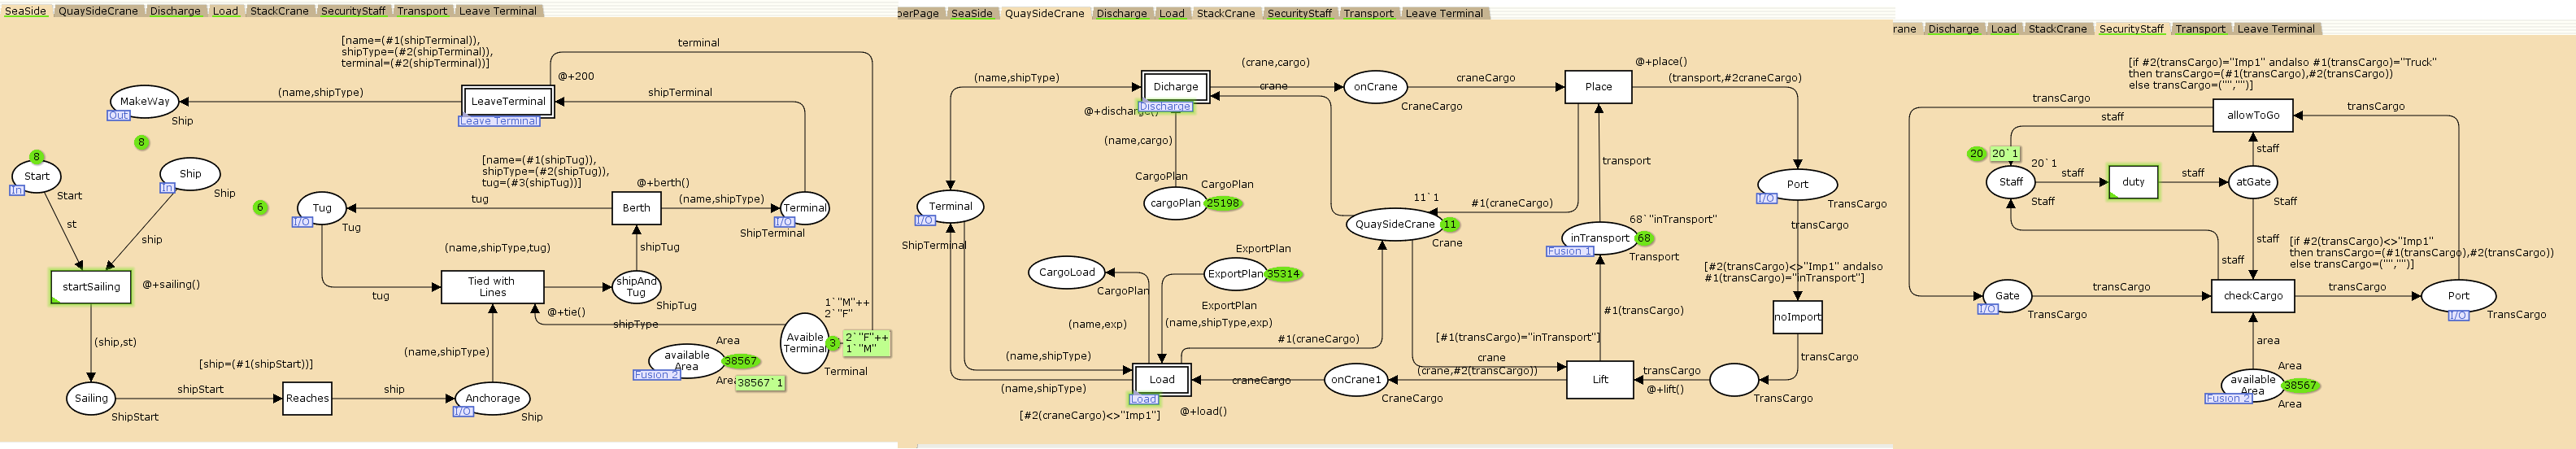 SeaSide QuaySideCrane Discharge Load StackCrane SecurityStaff Transport Leave Terminal
[name=(#1(shipTerminal)),
shipType=(#2(shipTerminal)),
terminal=(#2(shipTerminal))]
terminal
@+200
MakeWay
Out
Ship
(name,shipType)
LeaveTerminal
Leave Terminal
shipTerminal
8
8
Start
In
Start
Ship
In
Ship
[name=(#1(shipTug)),
shipType=(#2(shipTug)),
tug=(#3(shipTug))]
@+berth()
6
Tug
I/O
Tug
tug
Berth
(name,shipType)
Terminal
I/O
ShipTerminal
st
ship
(name,shipType,tug)
shipTug
startSailing
@+sailing()
tug
Tied with
Lines
shipAnd
Tug
ShipTug
@+tie()
shipType
1`"M"++
2`"F"
Avaible
Terminal
3
2`"F"++
1`"M"
Terminal
(ship,st)
[ship=(#1(shipStart))]
(name,shipType)
Area
available
Area
38567
Fusion 2
Area
38567`1
Sailing
ShipStart
shipStart
Reaches
ship
Anchorage
I/O
Ship
perPage SeaSide QuaySideCrane Discharge Load StackCrane SecurityStaff Transport Leave Terminal
(name,shipType)
Dicharge
Discharge
@+discharge()
(crane,cargo)
crane
onCrane
CraneCargo
craneCargo
@+place()
Place
(transport,#2craneCargo)
(name,cargo)
CargoPlan
CargoPlan
cargoPlan
25198
transport
Port
I/O
TransCargo
Terminal
I/O
ShipTerminal
11`1
#1(craneCargo)
QuaySideCrane
11
Crane
68`"inTransport"
inTransport
68
Fusion 1
Transport
transCargo
ExportPlan
CargoLoad
CargoPlan
ExportPlan
35314
ExportPlan
[#2(transCargo)<>"Imp1" andalso
#1(transCargo)="inTransport"]
(name,exp)
(name,shipType,exp)
#1(craneCargo)
#1(transCargo)
noImport
[#1(transCargo)="inTransport"]
(name,shipType)
crane
(crane,#2(transCargo))
transCargo
Load
Load
(name,shipType)
craneCargo
onCrane1
CraneCargo
Lift
transCargo
@+lift()
TransCargo
[#2(craneCargo)<>"Imp1"]
@+load()
rane Discharge Load StackCrane SecurityStaff Transport Leave Terminal
[if #2(transCargo)="Imp1" andalso #1(transCargo)="Truck"
then transCargo=(#1(transCargo),#2(transCargo))
else transCargo=("","")]
transCargo
allowToGo
transCargo
staff
staff
20
20`1
20`1
Staff
Staff
staff
duty
staff
atGate
Staff
staff
[if #2(transCargo)<>"Imp1"
then transCargo=(#1(transCargo),#2(transCargo))
else transCargo=("","")]
staff
Gate
I/O
TransCargo
transCargo
checkCargo
transCargo
Port
I/O
TransCargo
area
Area
available
Area
38567
Fusion 2
Area